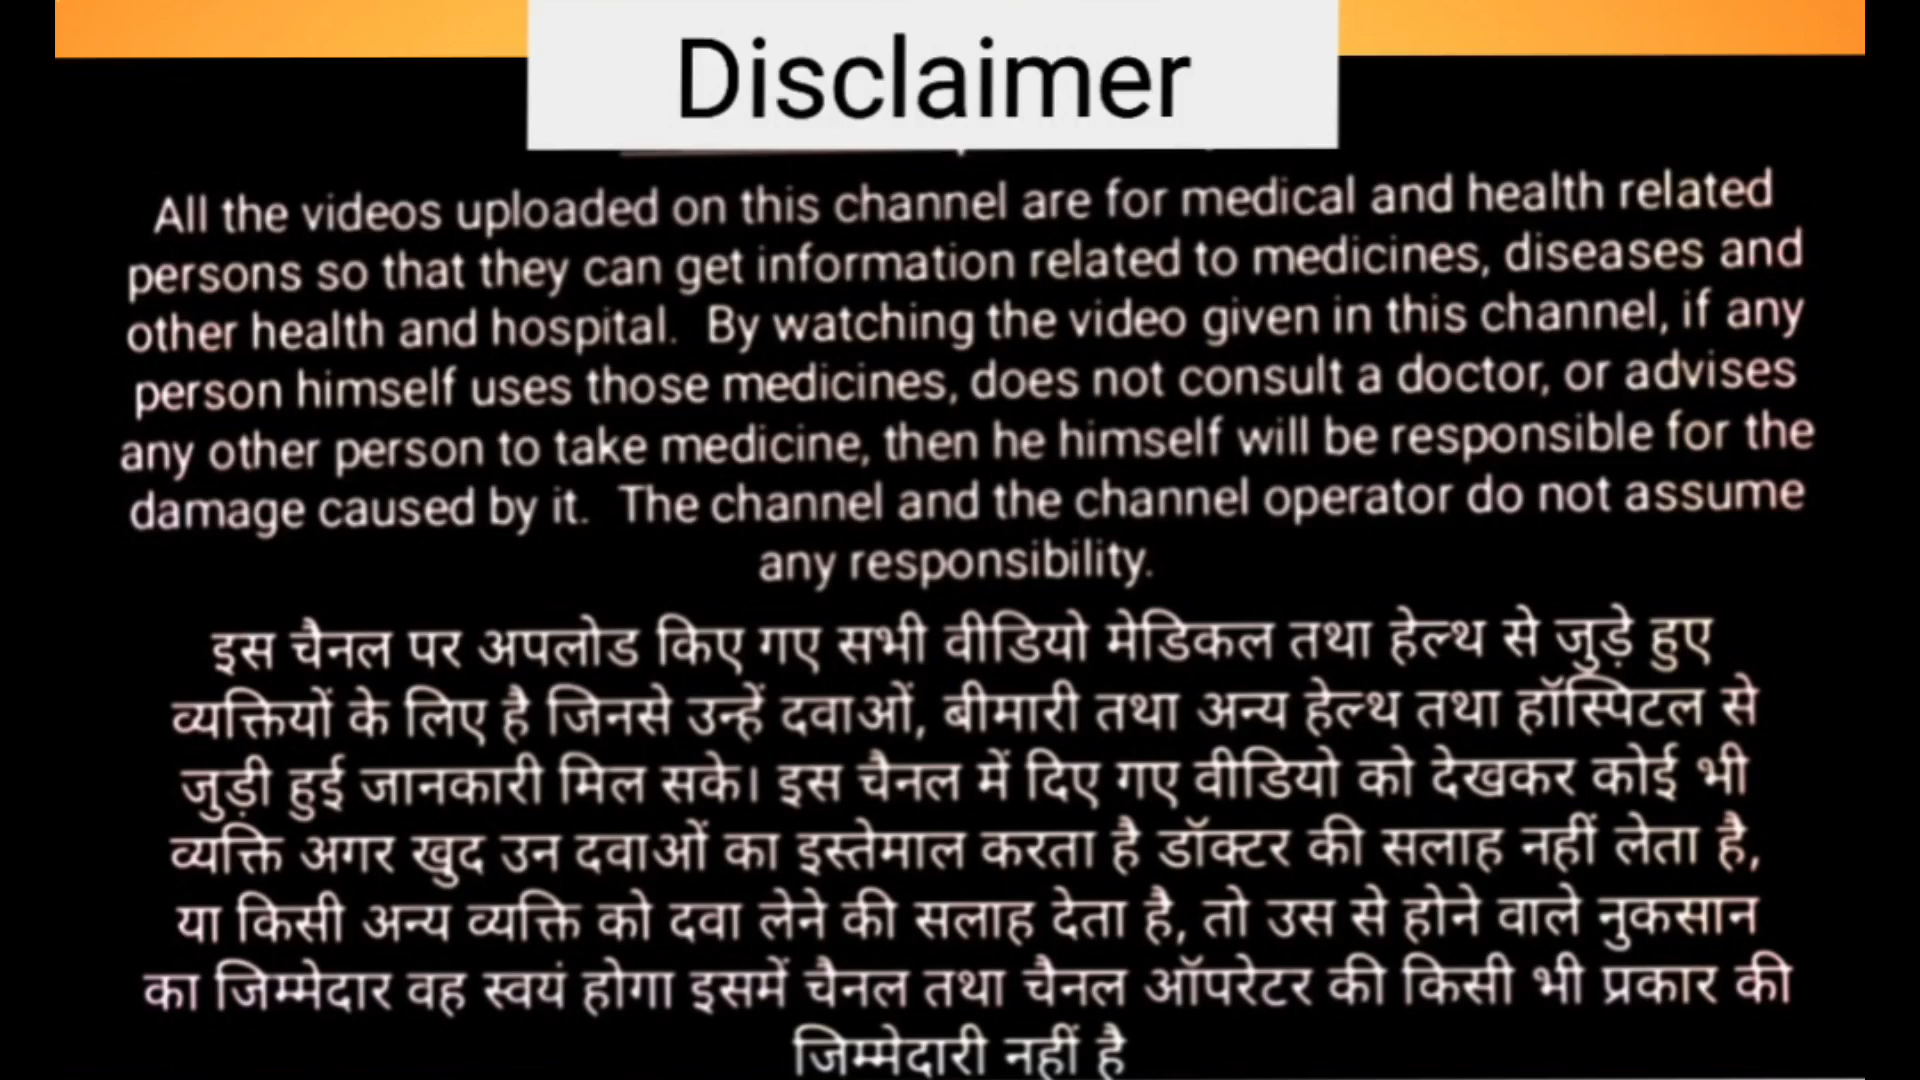 Disclaimer
All the videos uploaded on this channel are for medical and health related
persons so that they can get information related to medicines, diseases and
other health and hospital. By watching the video given in this channel, if any
person himself uses those medicines, does not consult a doctor, or advises
any other person to take medicine, then he himself will be responsible for the
damage caused by it. The channel and the channel operator do not assume
any responsibility.
इस चैनल पर अपलोड किए गए सभी वीडियो मेडिकल तथा हेल्थ से जुड़े हुए
व्यक्तियों के लिए है जिनसे उन्हें दवाओं, बीमारी तथा अन्य हेल्थ तथा हॉस्पिटल से
जुड़ी हुई जानकारी मिल सके। इस चैनल में दिए गए वीडियो को देखकर कोई भी
व्यक्ति अगर खुद उन दवाओं का इस्तेमाल करता है डॉक्टर की सलाह नहीं लेता है,
या किसी अन्य व्यक्ति को दवा लेने की सलाह देता है, तो उस से होने वाले नुकसान
का जिम्मेदार वह स्वयं होगा इसमें चैनल तथा चैनल ऑपरेटर की किसी भी प्रकार की
जिम्मेदारी नहीं है